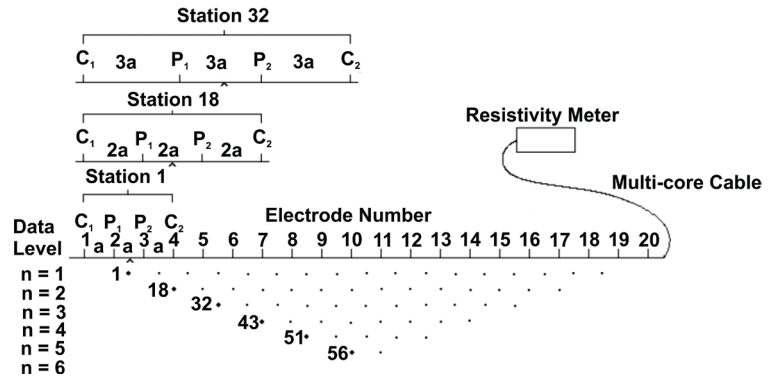 Station 32
C₁ 3a P₁ 3a P₂ 3a C₂
Station 18
C₁ 2a P₁ 2a P₂ 2a C₂
Station 1
C₁ P₁ P₂ C₂
Resistivity Meter
Multi-core Cable
Electrode Number
Data
Level
1 a 2 a 3 a 4 5 6 7 8 9 10 11 12 13 14 15 16 17 18 19 20
n = 1 1
n = 2 18
n = 3 32
n = 4 43
n = 5 51
n = 6 56